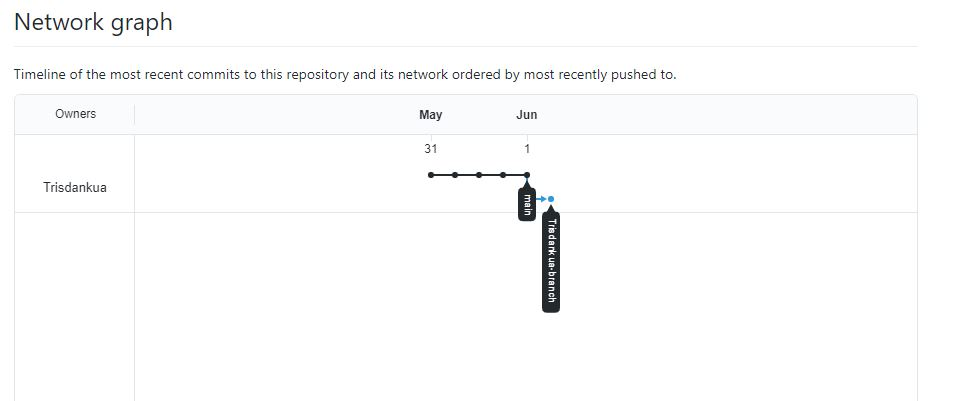 Network graph
Timeline of the most recent commits to this repository and its network ordered by most recently pushed to.
Owners
May
Jun
31
1
Trisdankua
main
Trisdankua-branch